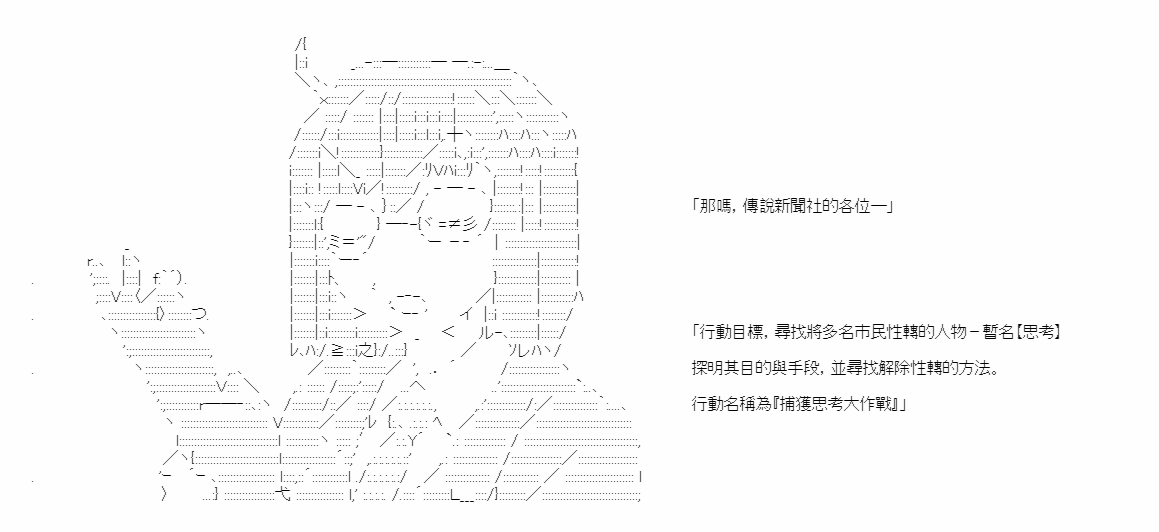 「那嗎，傳說新聞社的各位—」
「行動目標，尋找將多名市民性轉的人物－暫名【思考】
探明其目的與手段，並尋找解除性轉的方法。
行動名稱為『捕獲思考大作戰』」